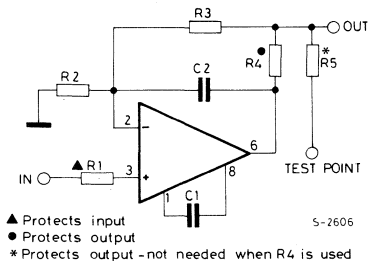 R3
OUT
R2
C2
● R4
* R5
2
-
6
TEST POINT
▲ R1
IN
3
+
8
1
C1
▲ Protects input
S-2606
● Protects output
* Protects output-not needed when R4 is used